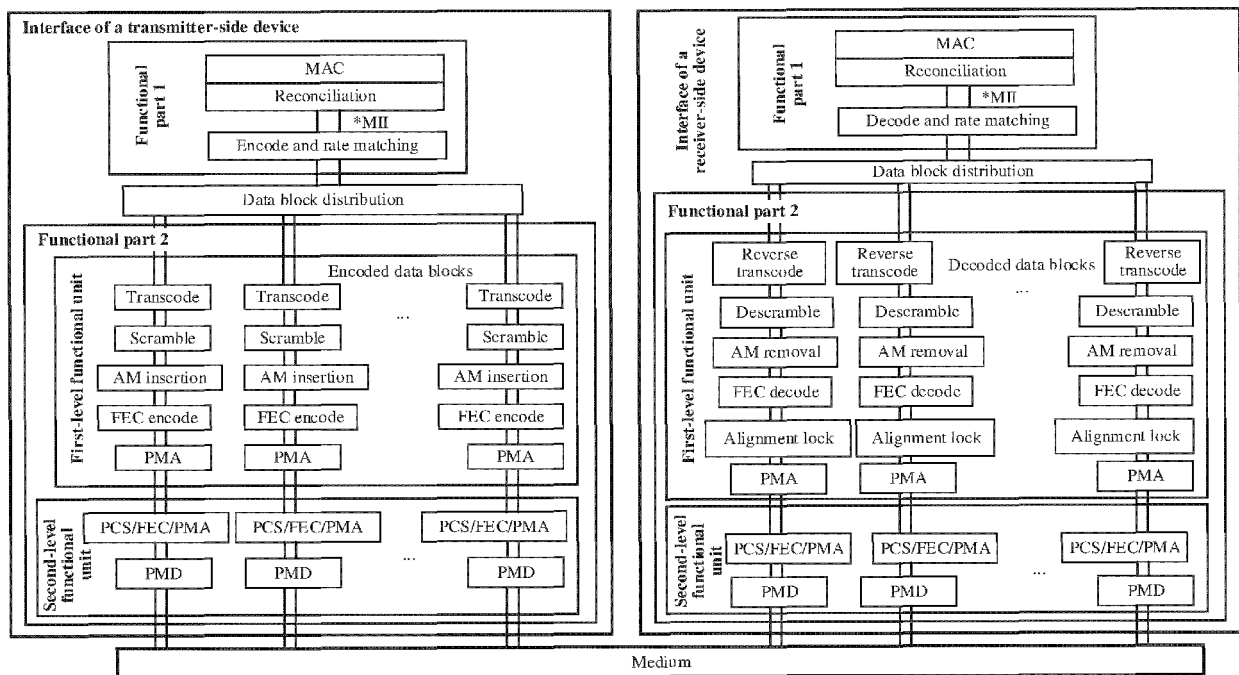 Interface of a transmitter-side device
Functional part 1
MAC
Reconciliation
*MII
Encode and rate matching
Data block distribution
Functional part 2
First-level functional unit
Encoded data blocks
Transcode Transcode ... Transcode
Scramble Scramble Scramble
AM insertion AM insertion AM insertion
FEC encode FEC encode FEC encode
PMA PMA PMA
Second-level functional unit
PCS/FEC/PMA PCS/FEC/PMA PCS/FEC/PMA
PMD PMD ... PMD
Interface of a receiver-side device
Functional part 1
MAC
Reconciliation
*MII
Decode and rate matching
Data block distribution
Functional part 2
First-level functional unit
Decoded data blocks
Reverse transcode Reverse transcode ... Reverse transcode
Descramble Descramble Descramble
AM removal AM removal AM removal
FEC decode FEC decode FEC decode
Alignment lock Alignment lock Alignment lock
PMA PMA PMA
Second-level functional unit
PCS/FEC/PMA PCS/FEC/PMA PCS/FEC/PMA
PMD PMD ... PMD
Medium